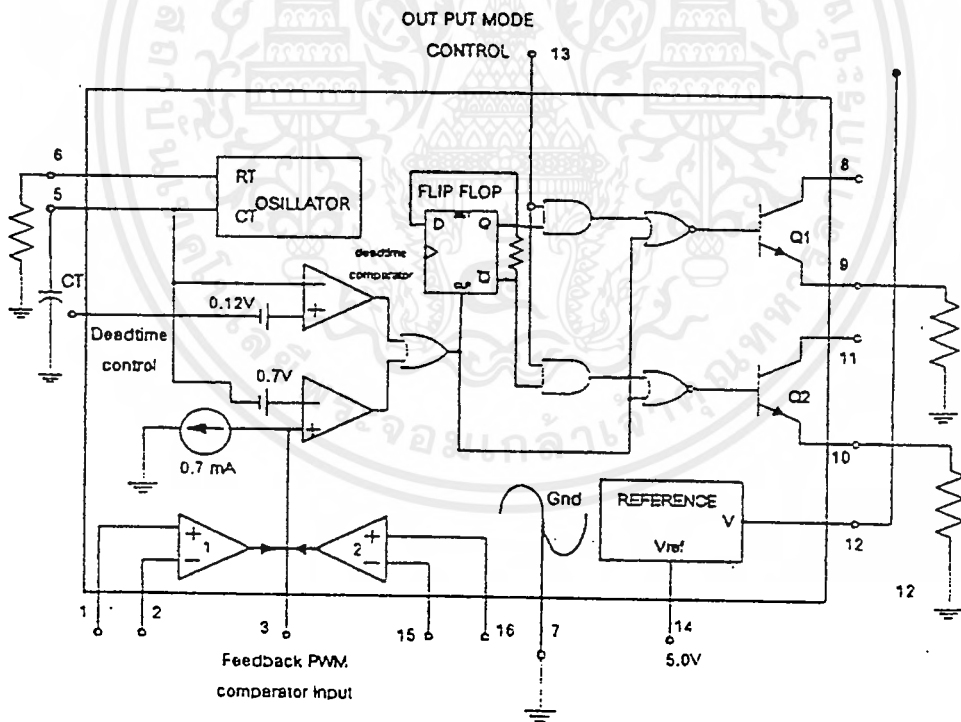 OUT PUT MODE
CONTROL
13
6
5
RT
CT
OSILLATOR
FLIP FLOP
D
Q
Q
8
Q1
9
deadtime
comparator
CT
0.12V
Deadtime
control
0.7V
+
+
0.7 mA
11
Q2
10
Gnd
REFERENCE
V
Vref
12
12
+
1
−
2
+
−
1
2
3
15
16
7
14
5.0V
Feedback PWM
comparator Input